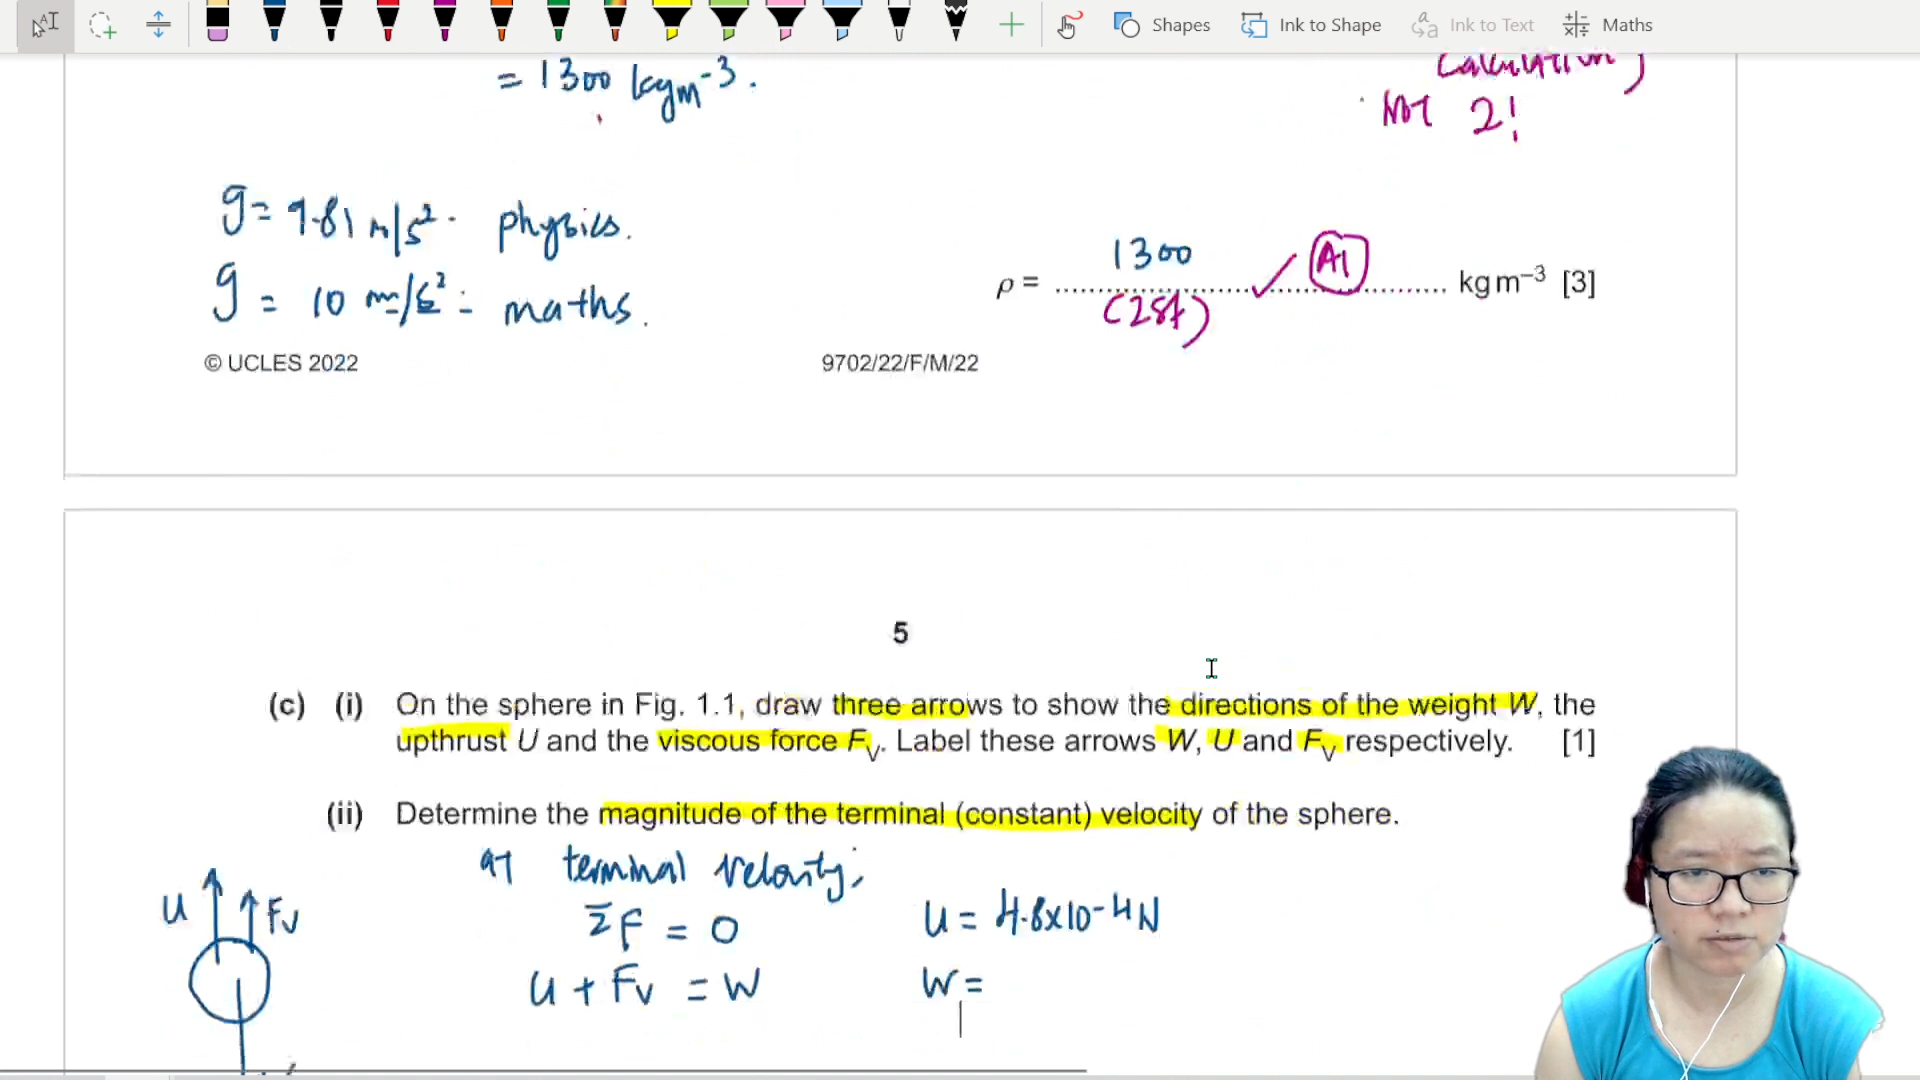 Shapes Ink to Shape Ink to Text Maths
= 1300 kgm-3.
calculation,
Not 2!
g = 9.81 m/s2. physics.
g = 10 m/s2 = maths.
1300
ρ = ........................................ kg m−3 [3]
A1
(2sf)
© UCLES 2022 9702/22/F/M/22
5
(c) (i) On the sphere in Fig. 1.1, draw three arrows to show the directions of the weight W, the
upthrust U and the viscous force FV. Label these arrows W, U and FV respectively. [1]
(ii) Determine the magnitude of the terminal (constant) velocity of the sphere.
at terminal velocity;
U Fv
ΣF = 0 U = 4.8x10-4N
U + Fv = W W =